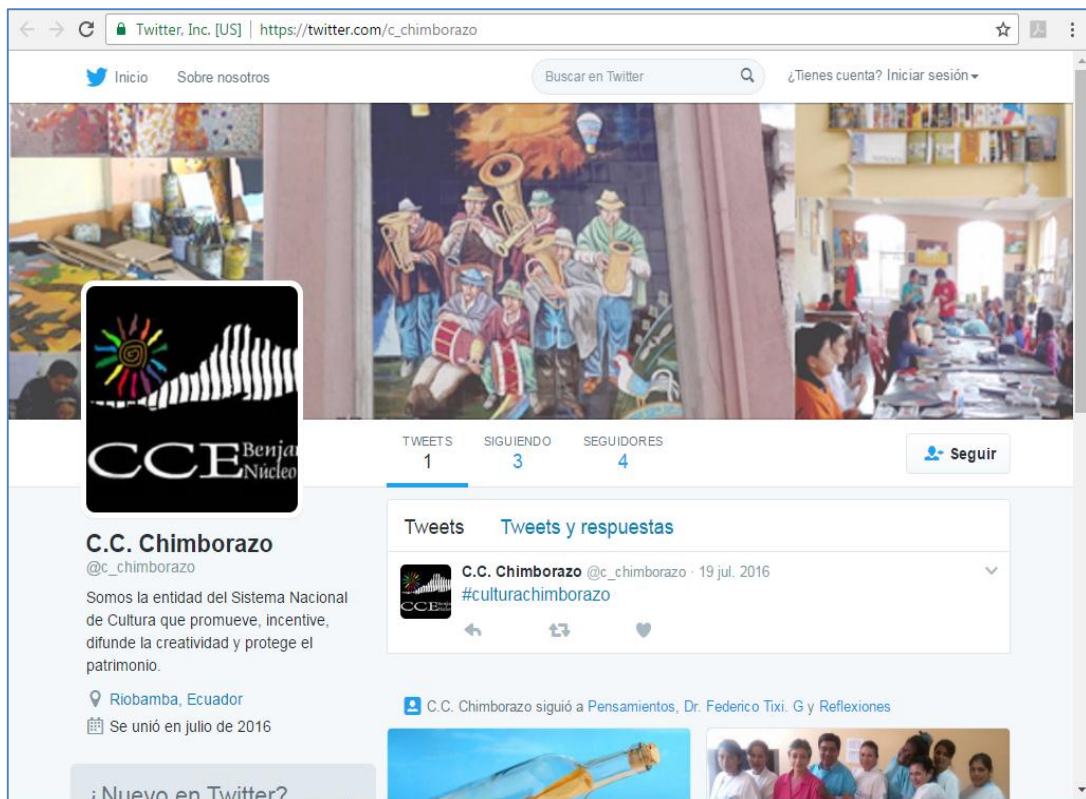 Twitter, Inc. [US] | https://twitter.com/c_chimborazo
Inicio Sobre nosotros Buscar en Twitter ¿Tienes cuenta? Iniciar sesión
CCE Benja
Núcleo
TWEETS SIGUIENDO SEGUIDORES
1 3 4
Seguir
C.C. Chimborazo
@c_chimborazo
Somos la entidad del Sistema Nacional
de Cultura que promueve, incentive,
difunde la creatividad y protege el
patrimonio.
Riobamba, Ecuador
Se unió en julio de 2016
¿Nuevo en Twitter?
Tweets Tweets y respuestas
C.C. Chimborazo @c_chimborazo · 19 jul. 2016
#culturachimborazo
CCE
C.C. Chimborazo siguió a Pensamientos, Dr. Federico Tixi. G y Reflexiones